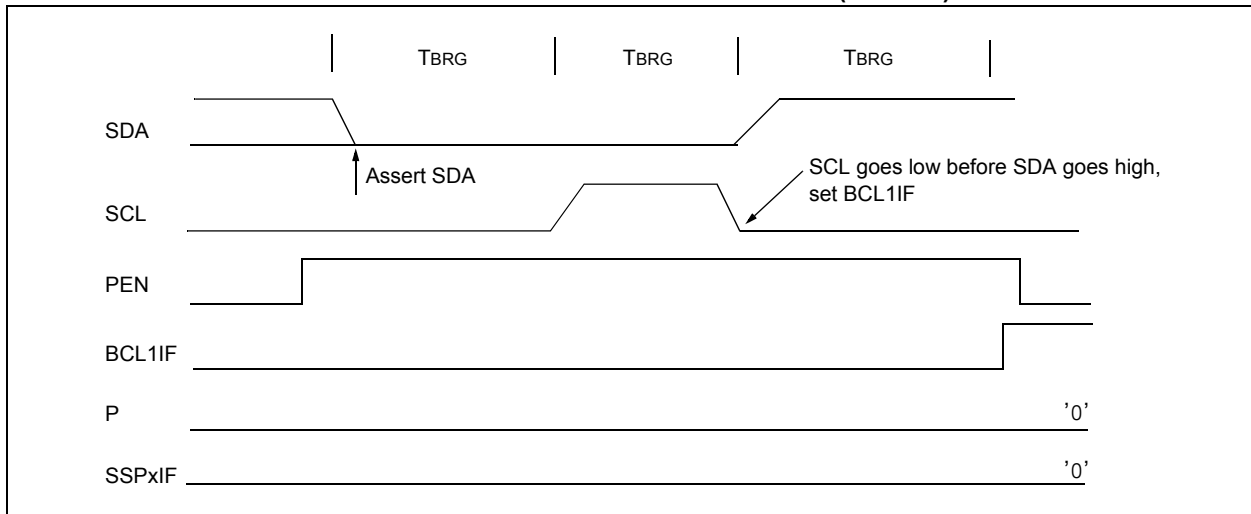 TBRG TBRG TBRG
SDA
Assert SDA
SCL goes low before SDA goes high,
set BCL1IF
SCL
PEN
BCL1IF
P '0'
SSPxIF '0'